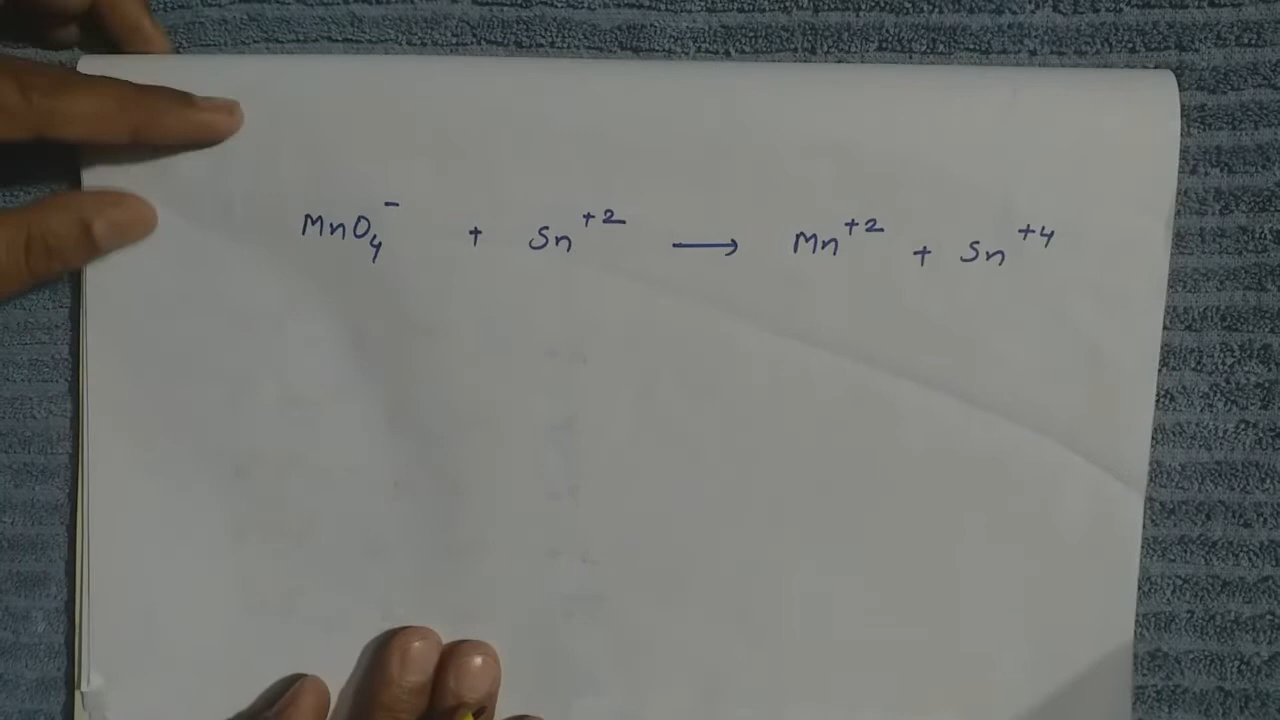 MnO₄⁻ + Sn⁺² ⟶ Mn⁺² + Sn⁺⁴